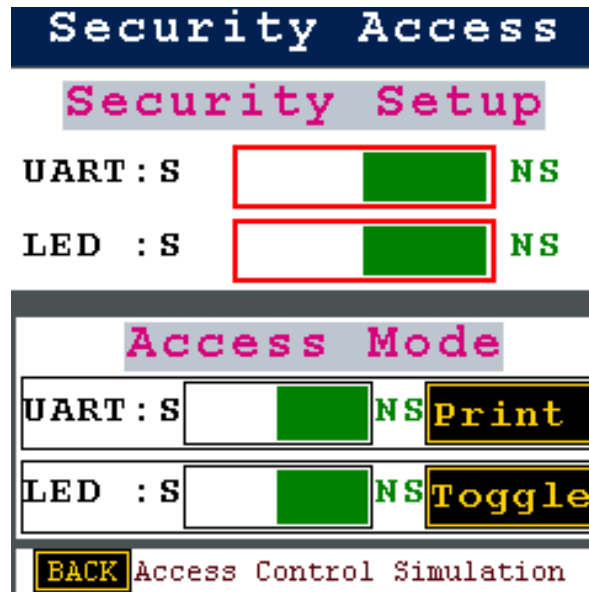 Security Access
Security Setup
UART:S NS
LED :S NS
Access Mode
UART:S NS Print
LED :S NS Toggle
BACK Access Control Simulation